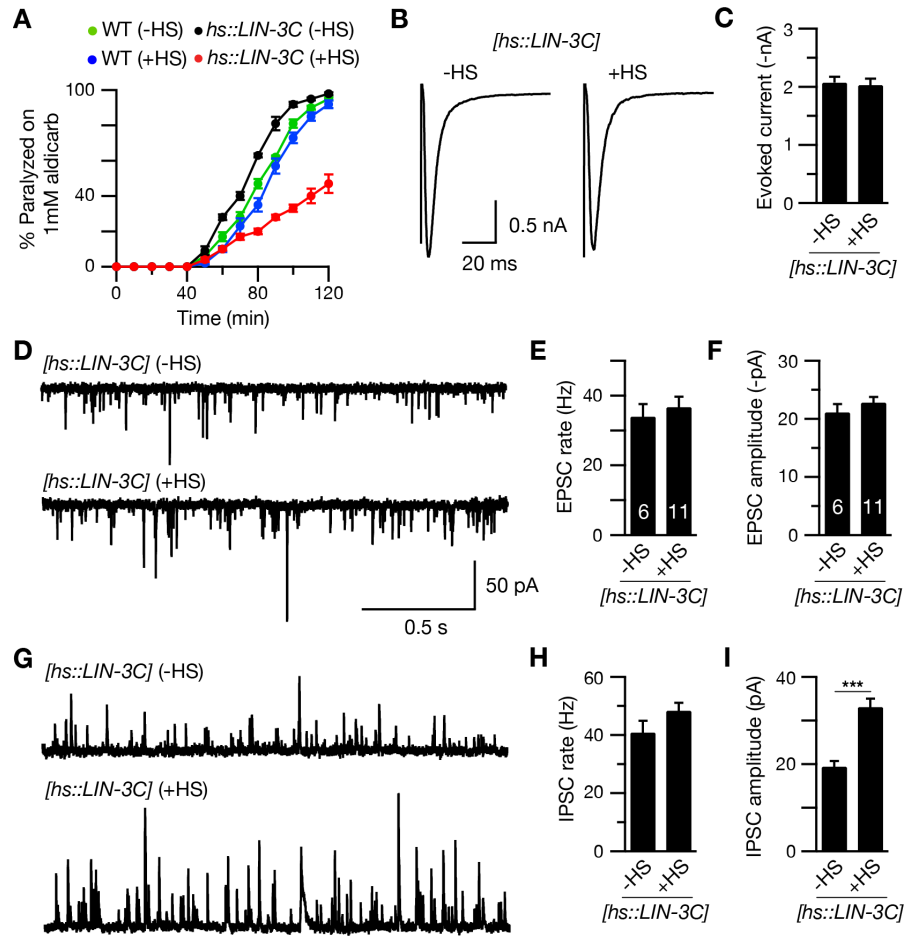 A
WT (-HS)
hs::LIN-3C (-HS)
WT (+HS)
hs::LIN-3C (+HS)
% Paralyzed on
1mM aldicarb
100
40
0
0
40
80
120
Time (min)
B
[hs::LIN-3C]
-HS
+HS
0.5 nA
20 ms
C
Evoked current (-nA)
3
2
1
0
-HS
+HS
[hs::LIN-3C]
D
[hs::LIN-3C] (-HS)
[hs::LIN-3C] (+HS)
50 pA
0.5 s
E
EPSC rate (Hz)
40
20
0
6
11
-HS
+HS
[hs::LIN-3C]
F
EPSC amplitude (-pA)
30
20
10
0
6
11
-HS
+HS
[hs::LIN-3C]
G
[hs::LIN-3C] (-HS)
[hs::LIN-3C] (+HS)
H
IPSC rate (Hz)
60
40
20
0
-HS
+HS
[hs::LIN-3C]
I
IPSC amplitude (pA)
40
20
0
***
-HS
+HS
[hs::LIN-3C]